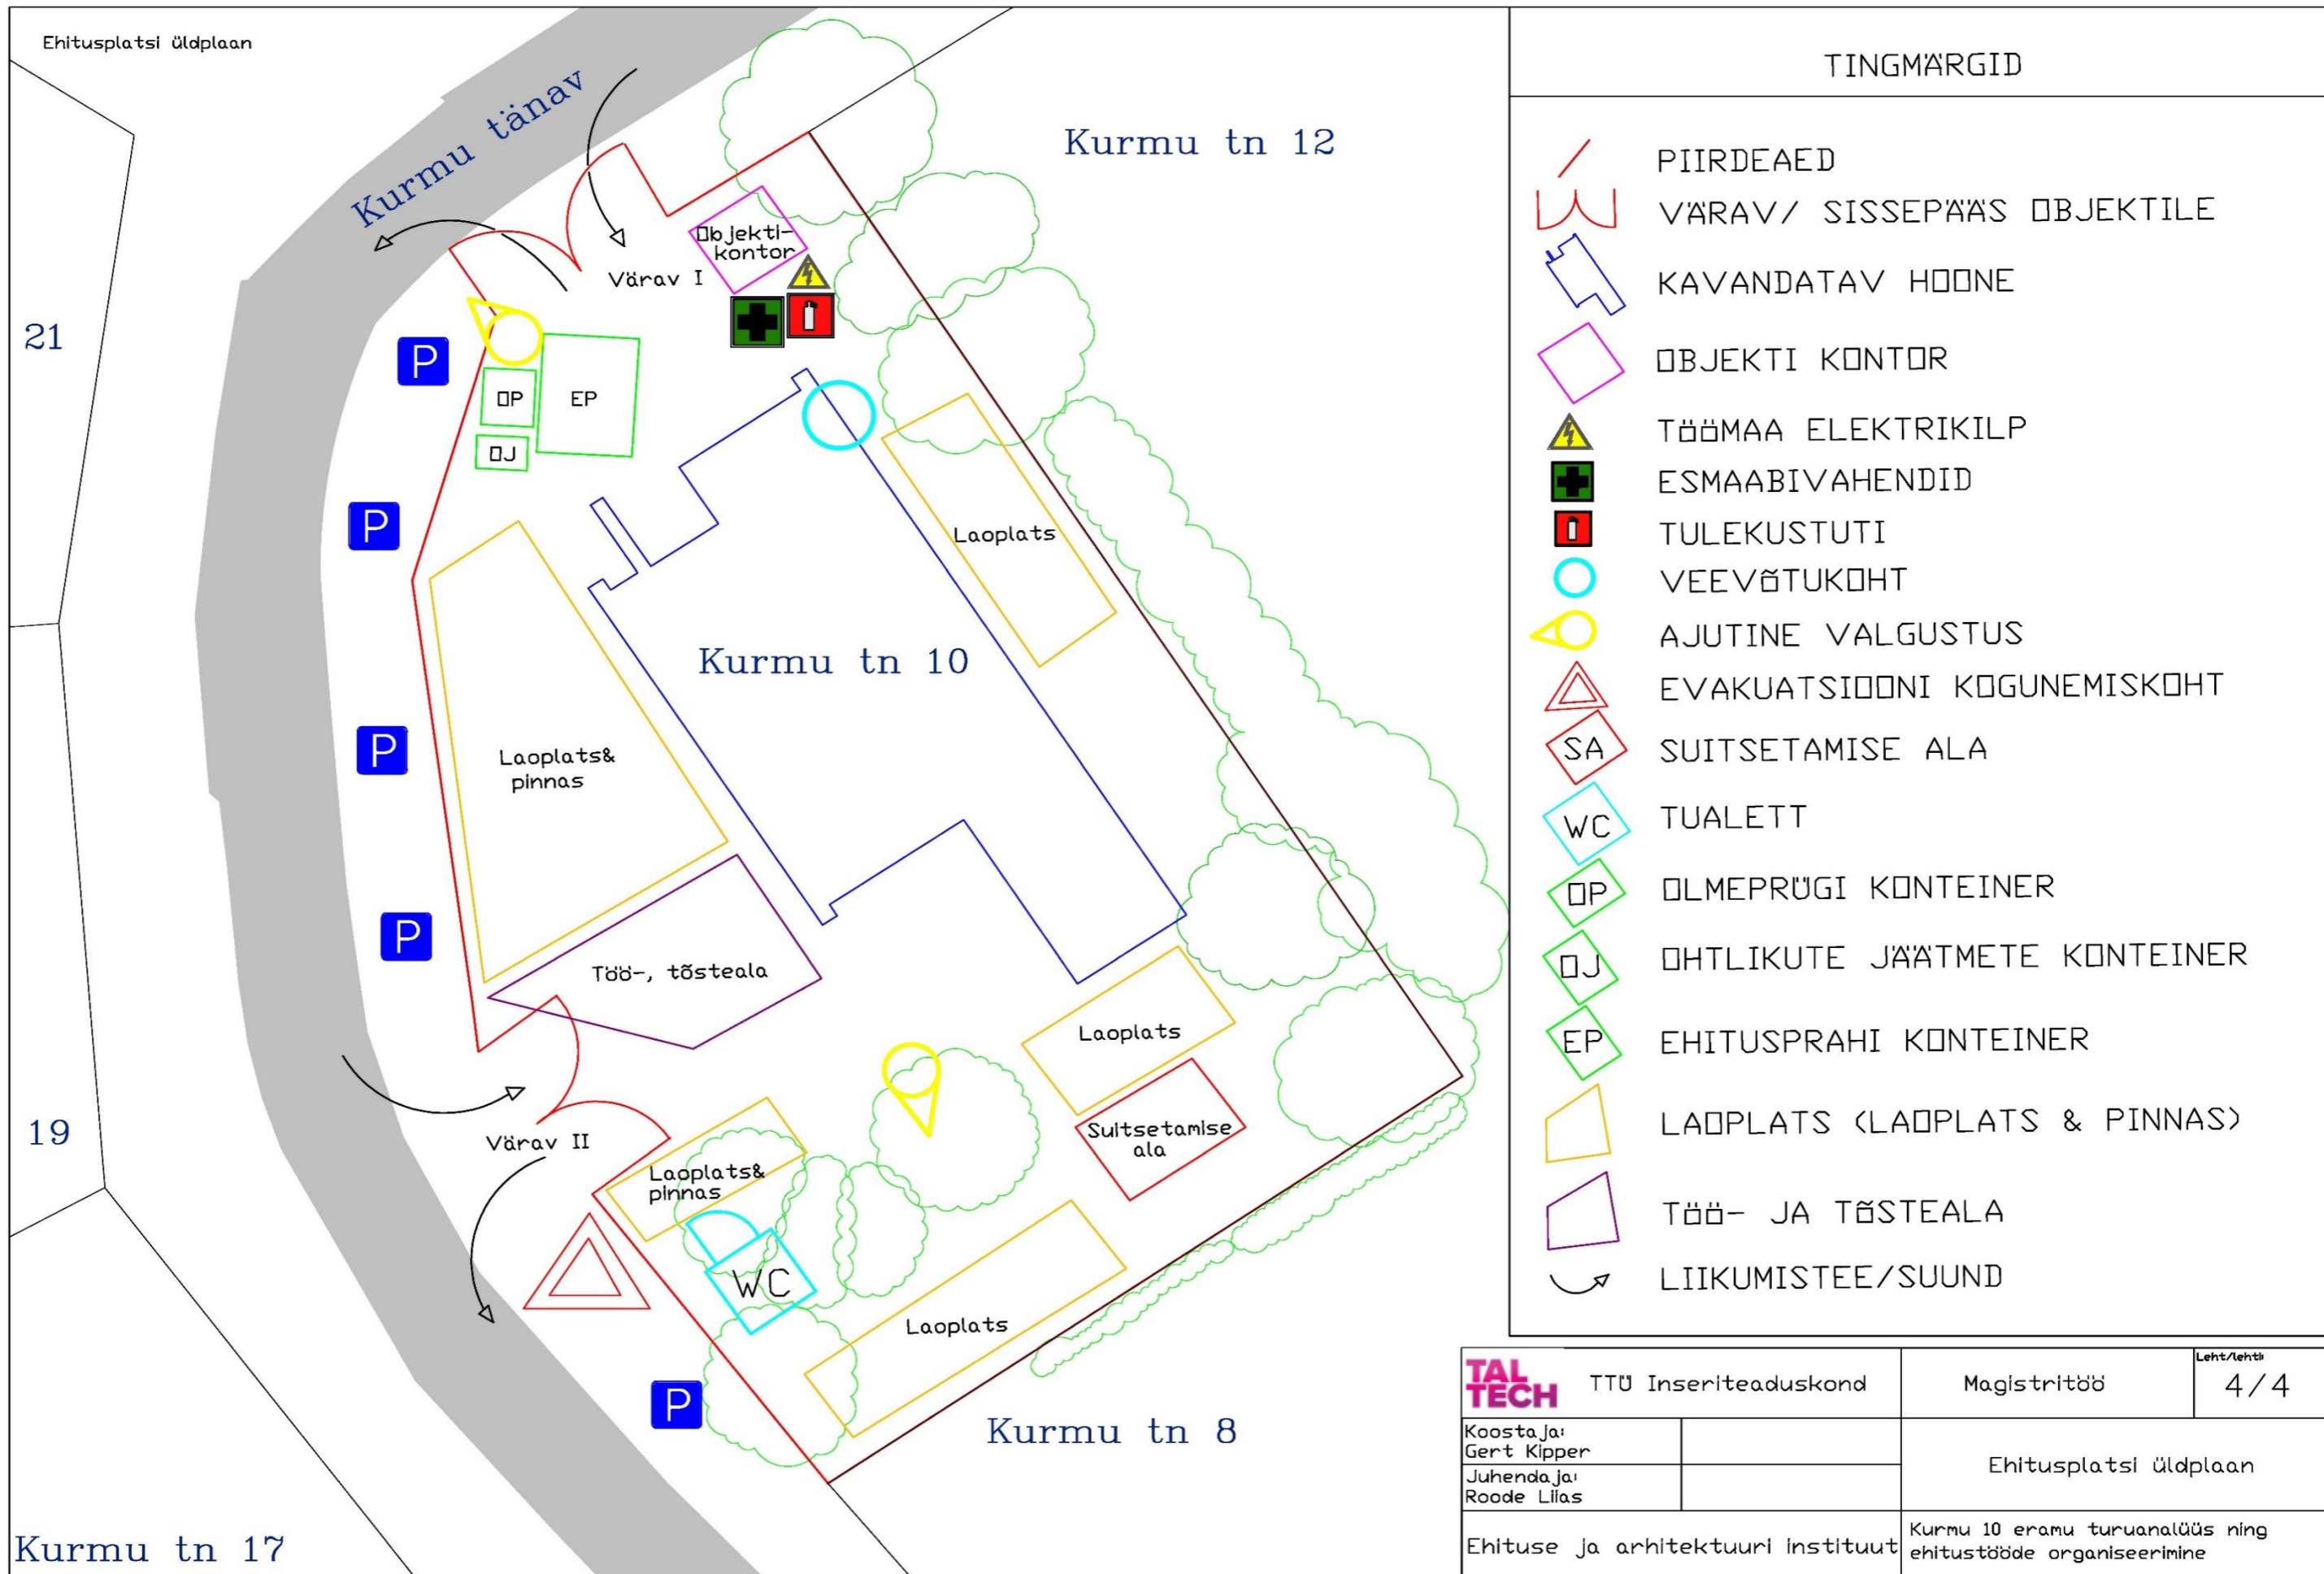 Ehitusplatsi üldplaan
Kurmu tänav
Kurmu tn 12
21
Objekti-
kontor
Värav I
P
OP
EP
OJ
P
Laoplats
Kurmu tn 10
P
Laoplats&
pinnas
P
Töö-, tõsteala
Laoplats
19
Värav II
Suitsetamise
ala
Laoplats&
pinnas
WC
Laoplats
P
Kurmu tn 8
Kurmu tn 17
TINGMÄRGID
PIIRDEAED
VÄRAV/ SISSEPÄÄS OBJEKTILE
KAVANDATAV HOONE
OBJEKTI KONTOR
TÖÖMAA ELEKTRIKILP
ESMAABIVAHENDID
TULEKUSTUTI
VEEVÕTUKOHT
AJUTINE VALGUSTUS
EVAKUATSIOONI KOGUNEMISKOHT
SA SUITSETAMISE ALA
WC TUALETT
OP OLMEPRÜGI KONTEINER
OJ OHTLIKUTE JÄÄTMETE KONTEINER
EP EHITUSPRAHI KONTEINER
LAOPLATS (LAOPLATS & PINNAS)
TÖÖ- JA TÕSTEALA
LIIKUMISTEE/SUUND
TAL
TECH
TTÜ Inseriteaduskond
Magistritöö
Leht/lehti:
4/4
Koostaja:
Gert Kipper
Juhendaja:
Roode Liias
Ehitusplatsi üldplaan
Ehituse ja arhitektuuri instituut
Kurmu 10 eramu turuanalüüs ning
ehitustööde organiseerimine